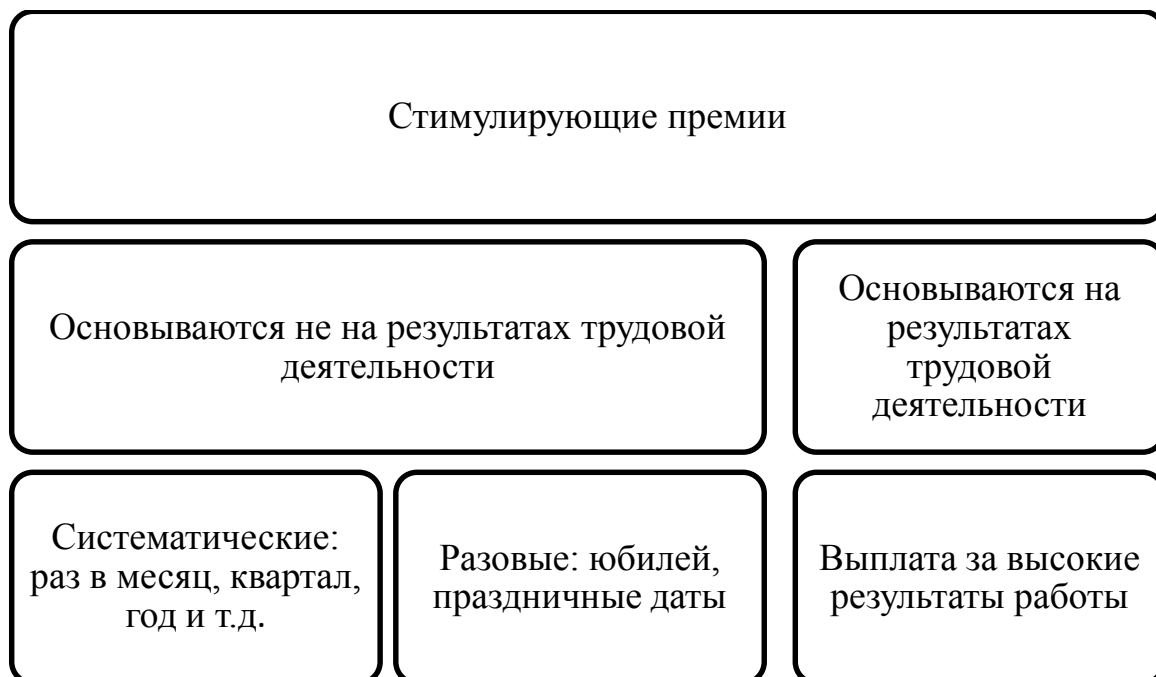 Стимулирующие премии
Основываются не на результатах трудовой
деятельности
Основываются на
результатах
трудовой
деятельности
Систематические:
раз в месяц, квартал,
год и т.д.
Разовые: юбилей,
праздничные даты
Выплата за высокие
результаты работы